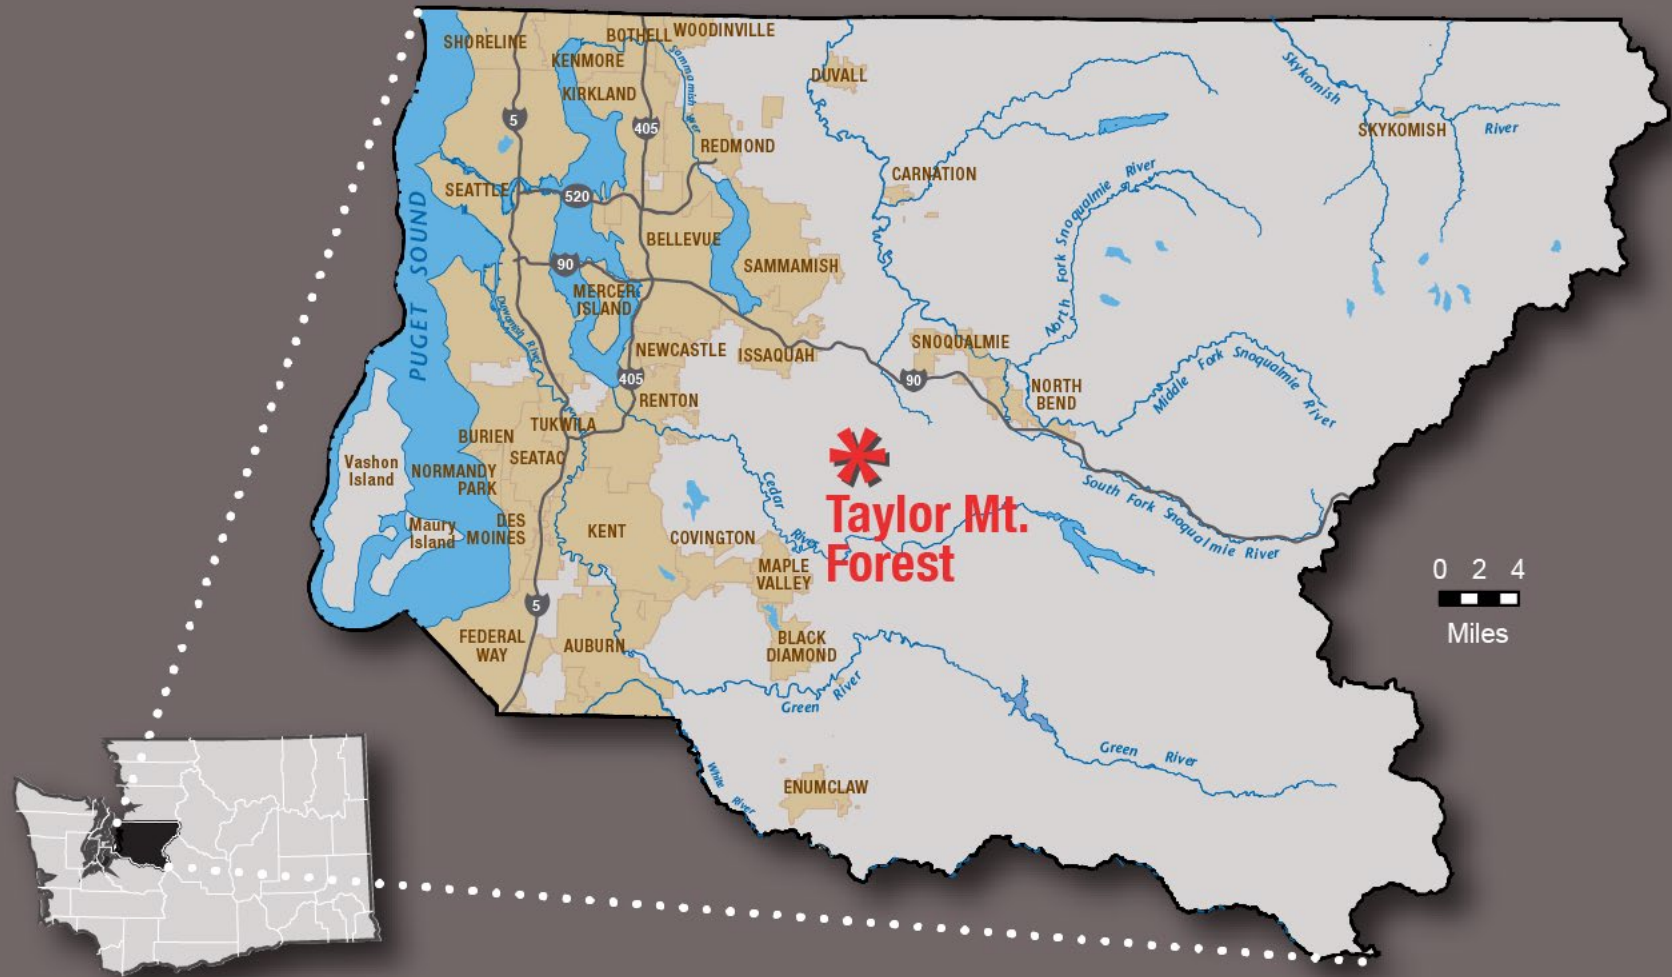 SHORELINE
BOTHELL
WOODINVILLE
KENMORE
Sammamish River
DUVALL
Skykomish
KIRKLAND
5
405
REDMOND
SKYKOMISH
River
CARNATION
SEATTLE
520
North Fork Snoqualmie River
PUGET SOUND
BELLEVUE
90
SAMMAMISH
MERCER
ISLAND
Duwamish River
NEWCASTLE
ISSAQUAH
SNOQUALMIE
405
90
Middle Fork Snoqualmie River
NORTH
BEND
RENTON
TUKWILA
BURIEN
SEATAC
Vashon
Island
NORMANDY
PARK
Cedar
River
South Fork Snoqualmie River
Taylor Mt.
Forest
Maury
Island
DES
MOINES
KENT
COVINGTON
MAPLE
VALLEY
0 2 4
Miles
5
FEDERAL
WAY
AUBURN
BLACK
DIAMOND
Green River
Green River
White River
ENUMCLAW